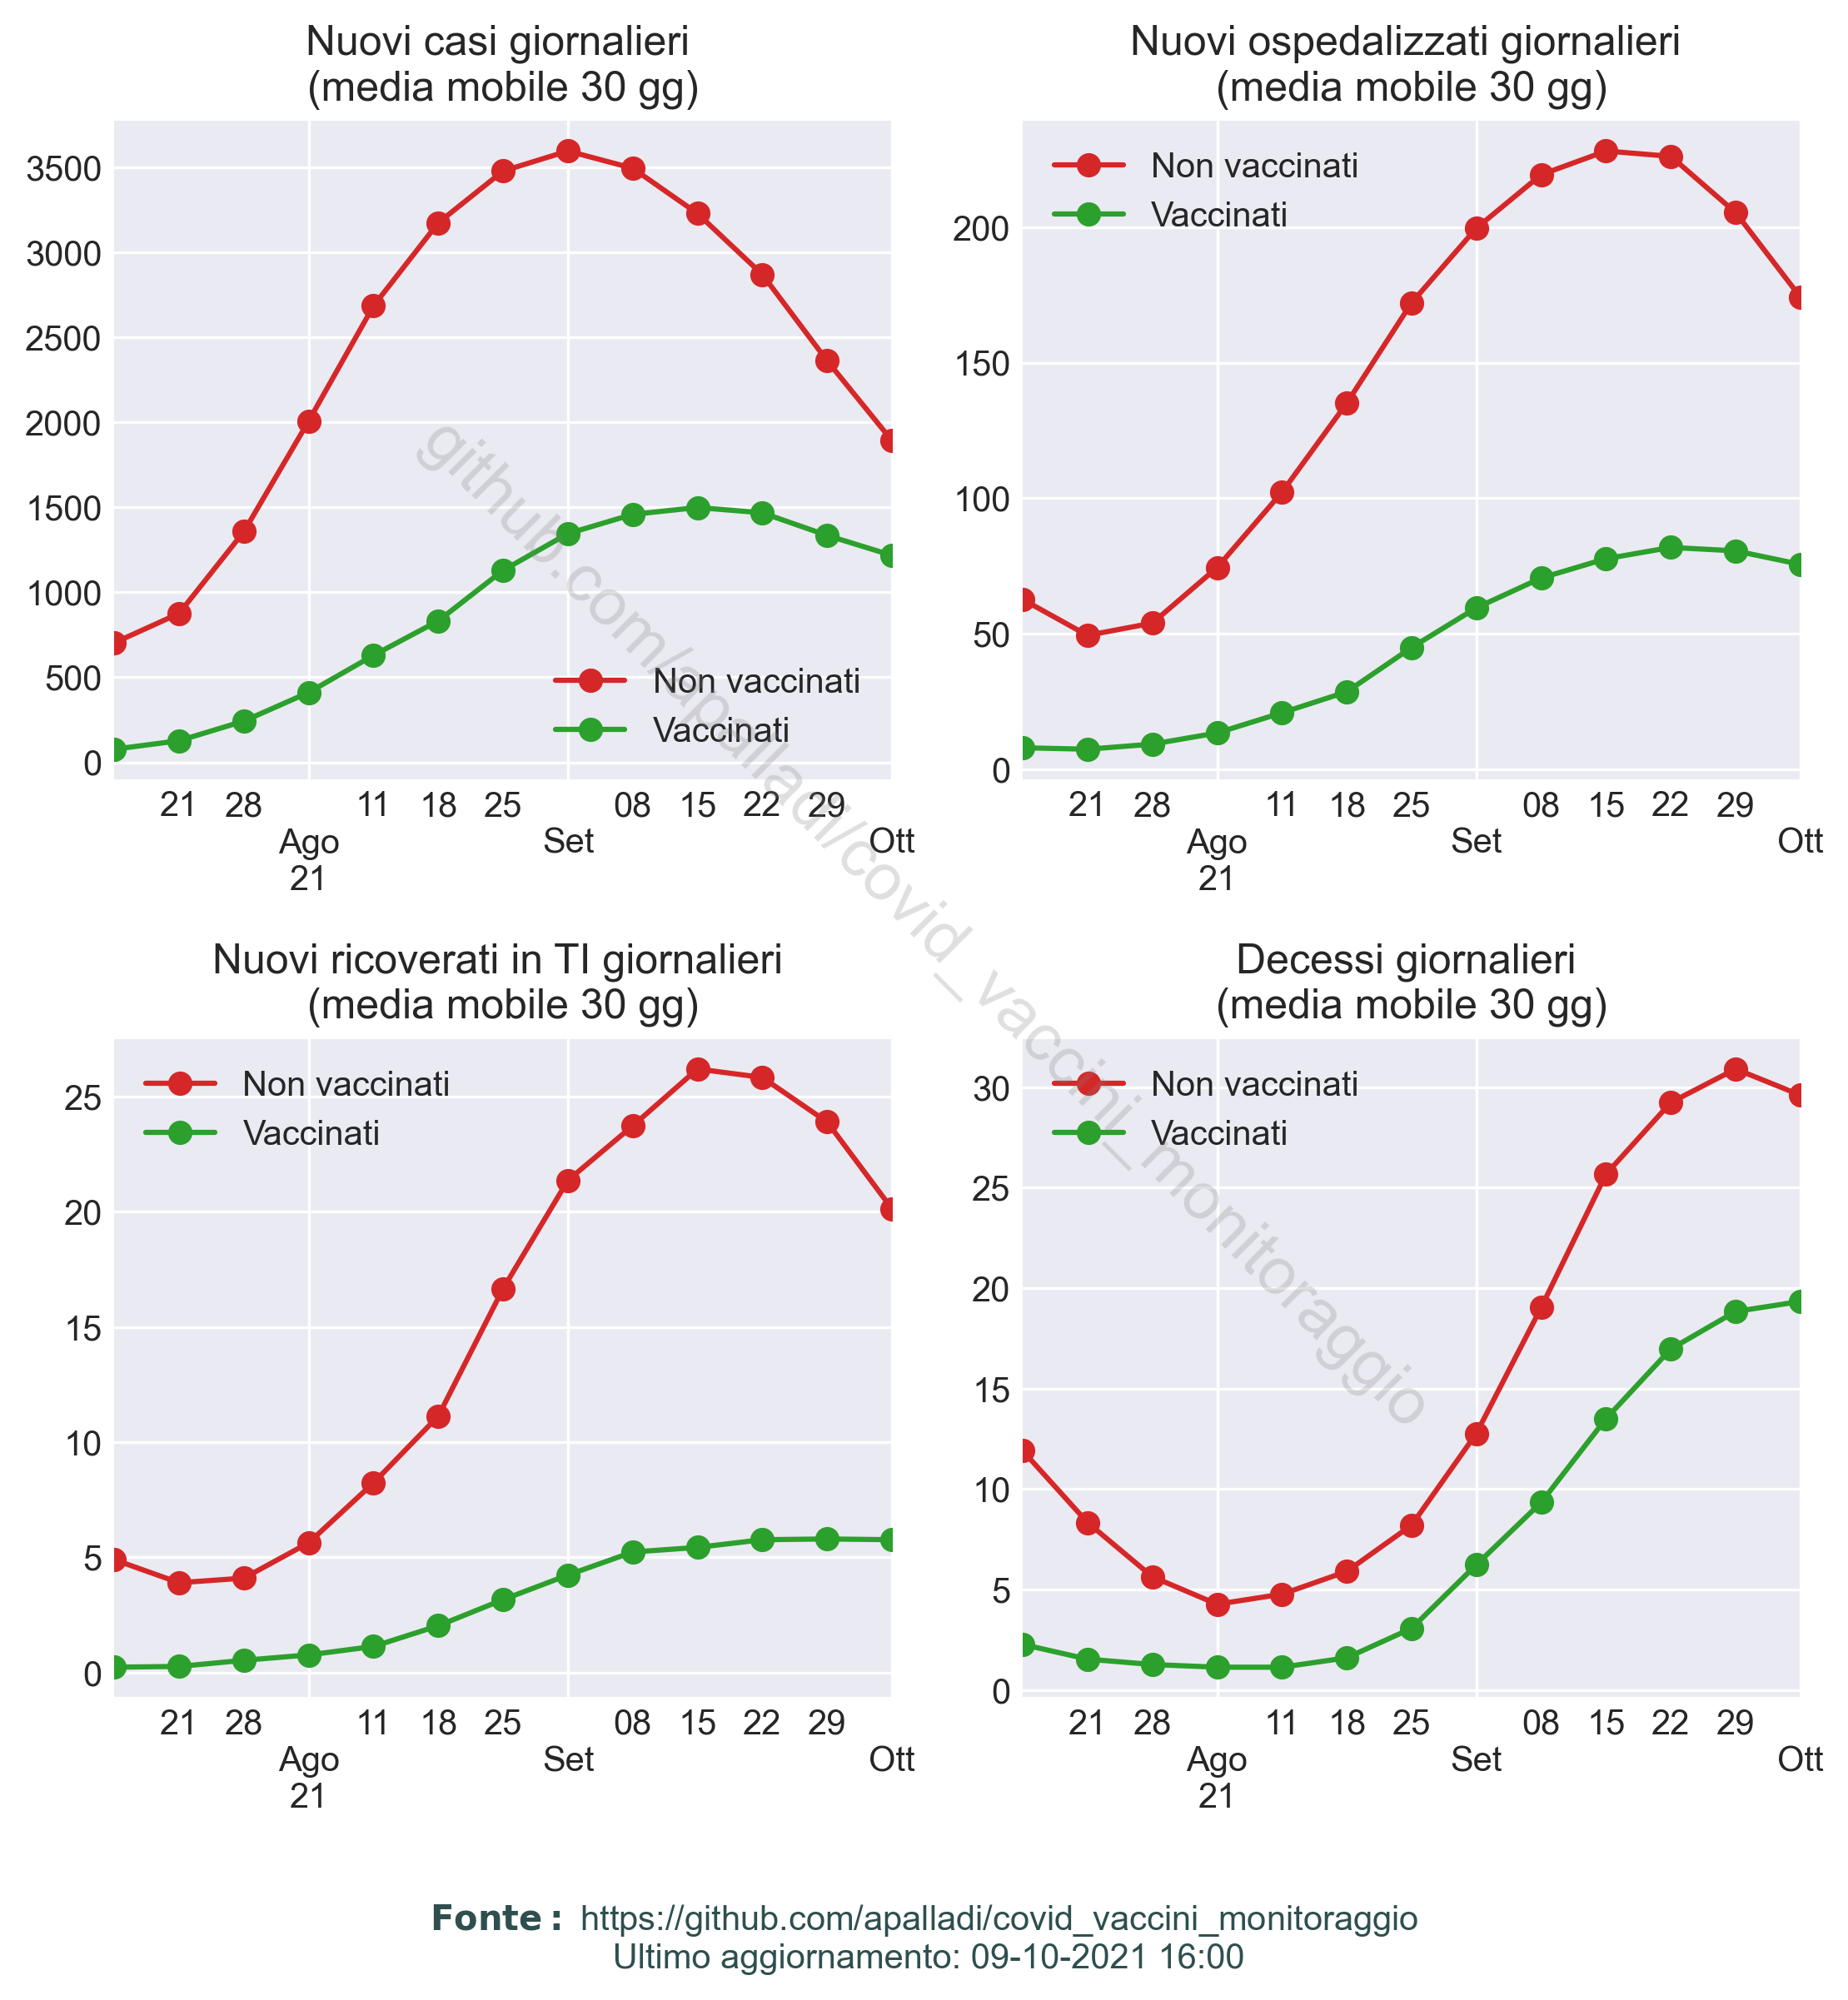 Nuovi casi giornalieri
(media mobile 30 gg)
3500
3000
2500
2000
1500
1000
500
0
Non vaccinati
Vaccinati
21 28 11 18 25 08 15 22 29
Ago Set Ott
21
Nuovi ospedalizzati giornalieri
(media mobile 30 gg)
Non vaccinati
Vaccinati
200
150
100
50
0
21 28 11 18 25 08 15 22 29
Ago Set Ott
21
Nuovi ricoverati in TI giornalieri
(media mobile 30 gg)
Non vaccinati
Vaccinati
25
20
15
10
5
0
21 28 11 18 25 08 15 22 29
Ago Set Ott
21
Decessi giornalieri
(media mobile 30 gg)
Non vaccinati
Vaccinati
30
25
20
15
10
5
0
21 28 11 18 25 08 15 22 29
Ago Set Ott
21
github.com/apalladi/covid_vaccini_monitoraggio
Fonte: https://github.com/apalladi/covid_vaccini_monitoraggio
Ultimo aggiornamento: 09-10-2021 16:00